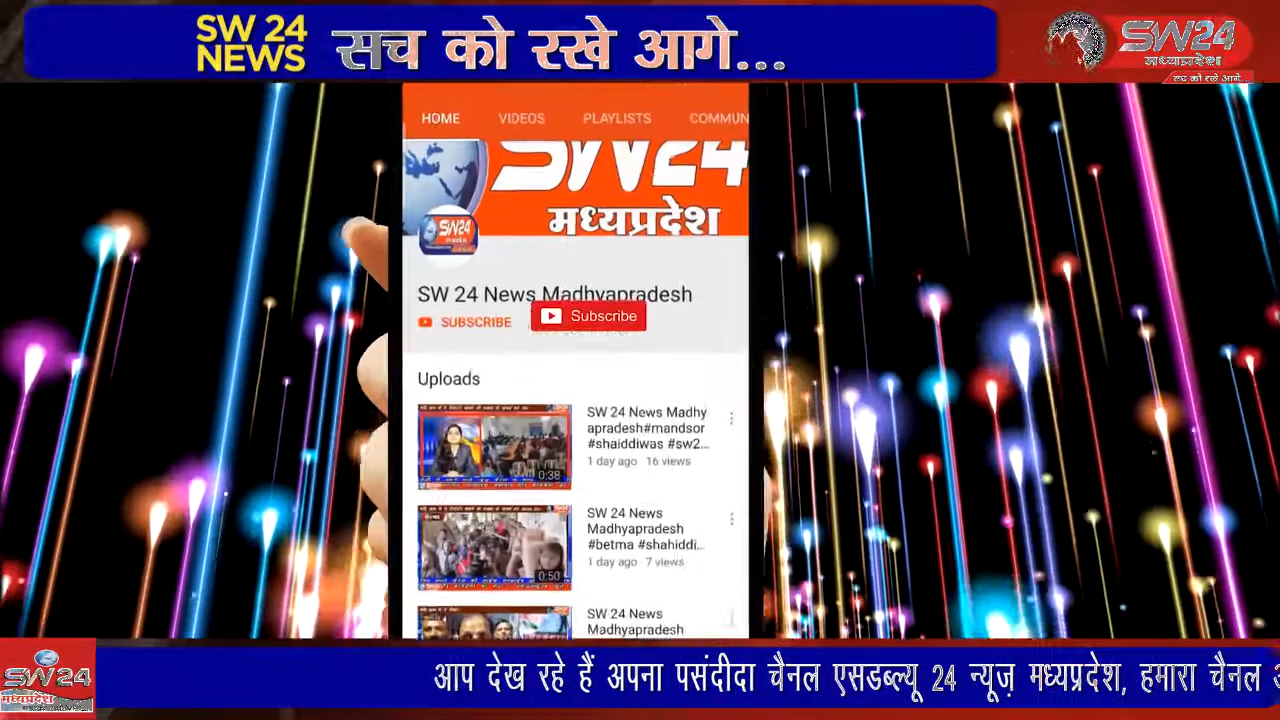 SW 24
NEWS
सच को रखे आगे...
SW24
मध्यप्रदेश
सच को रखे आगे...
HOME VIDEOS PLAYLISTS COMMUN
SW24
मध्यप्रदेश
SW24
SW 24 News Madhyapradesh
SUBSCRIBE
Subscribe
Uploads
SW 24 News Madhy
apradesh#mandsor
#shaiddiwas #sw2...
1 day ago 16 views
0:38
SW 24 News
Madhyapradesh
#betma #shahiddi...
1 day ago 7 views
0:50
SW 24 News
Madhyapradesh
SW24
मध्यप्रदेश
आप देख रहे हैं अपना पसंदीदा चैनल एसडब्ल्यू 24 न्यूज़ मध्यप्रदेश, हमारा चैनल